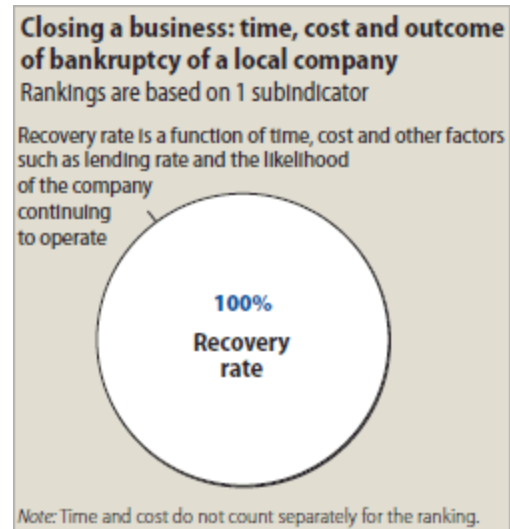 Closing a business: time, cost and outcome
of bankruptcy of a local company
Rankings are based on 1 subindicator
Recovery rate is a function of time, cost and other factors
such as lending rate and the likelihood
of the company
continuing
to operate
100%
Recovery
rate
Note: Time and cost do not count separately for the ranking.